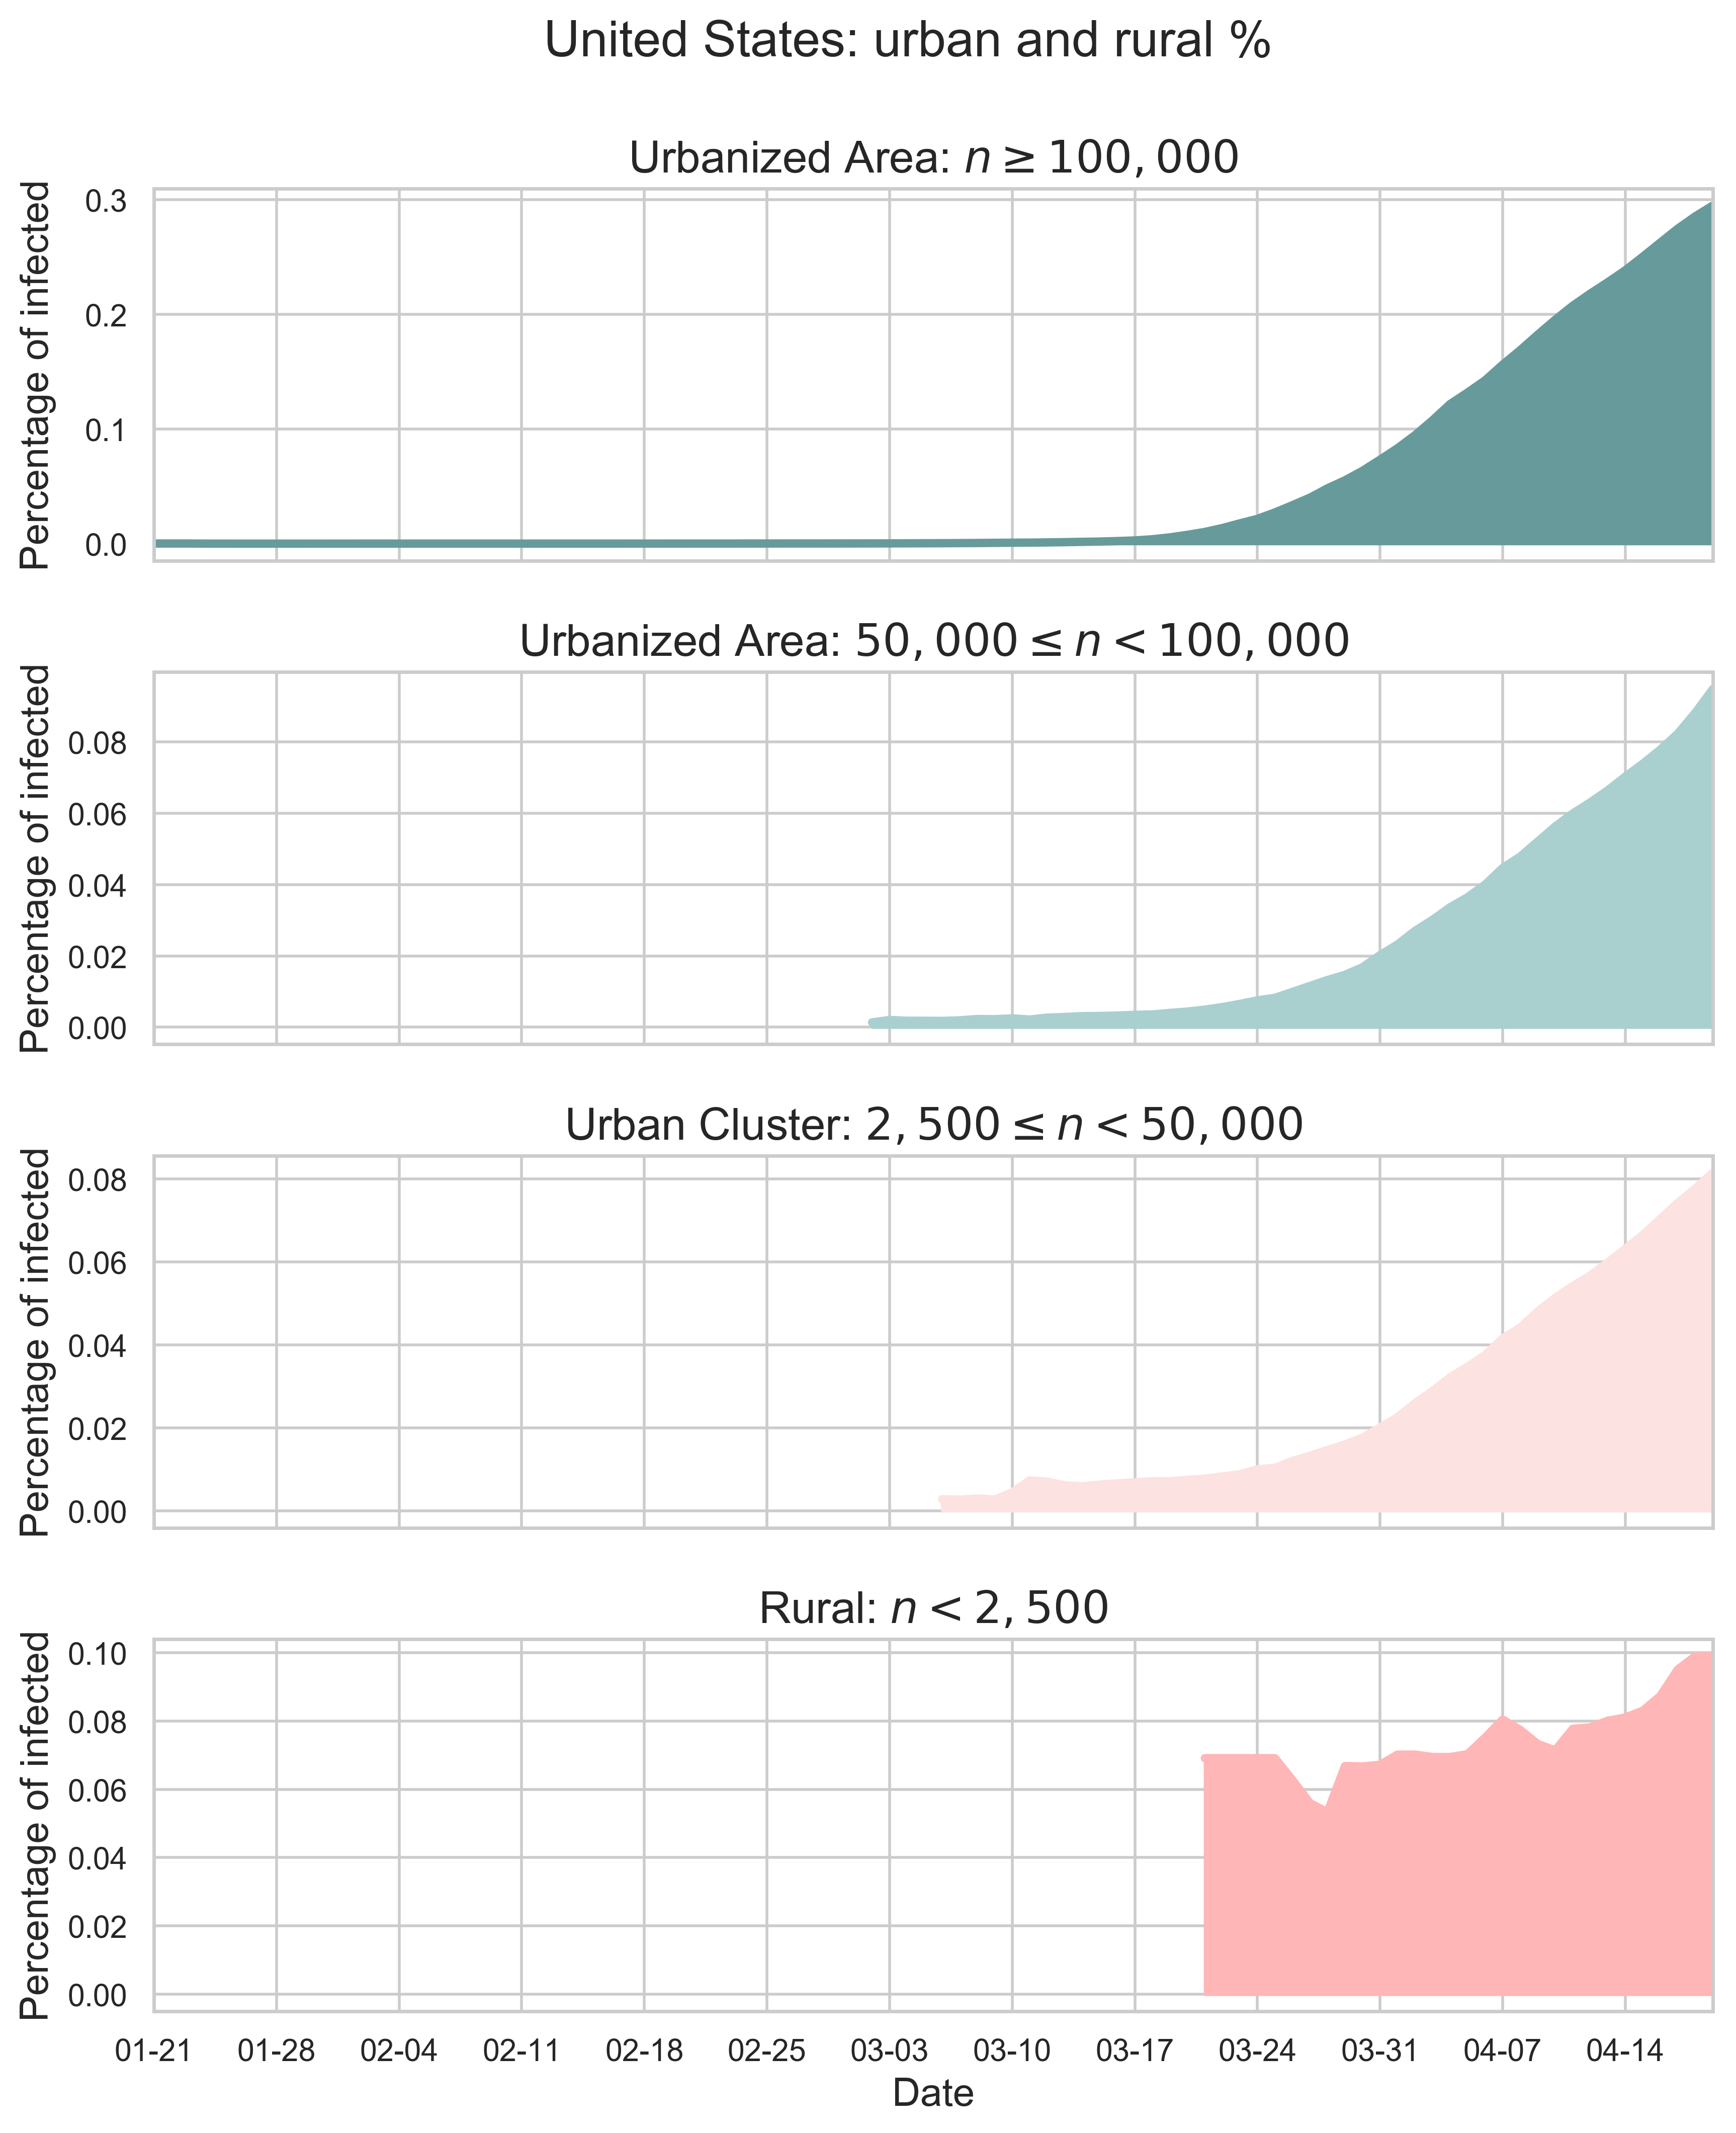 United States: urban and rural %
Urbanized Area: n ≥ 100,000
Percentage of infected
0.3
0.2
0.1
0.0
Urbanized Area: 50,000 ≤ n < 100,000
Percentage of infected
0.08
0.06
0.04
0.02
0.00
Urban Cluster: 2,500 ≤ n < 50,000
Percentage of infected
0.08
0.06
0.04
0.02
0.00
Rural: n < 2,500
Percentage of infected
0.10
0.08
0.06
0.04
0.02
0.00
01-21 01-28 02-04 02-11 02-18 02-25 03-03 03-10 03-17 03-24 03-31 04-07 04-14
Date